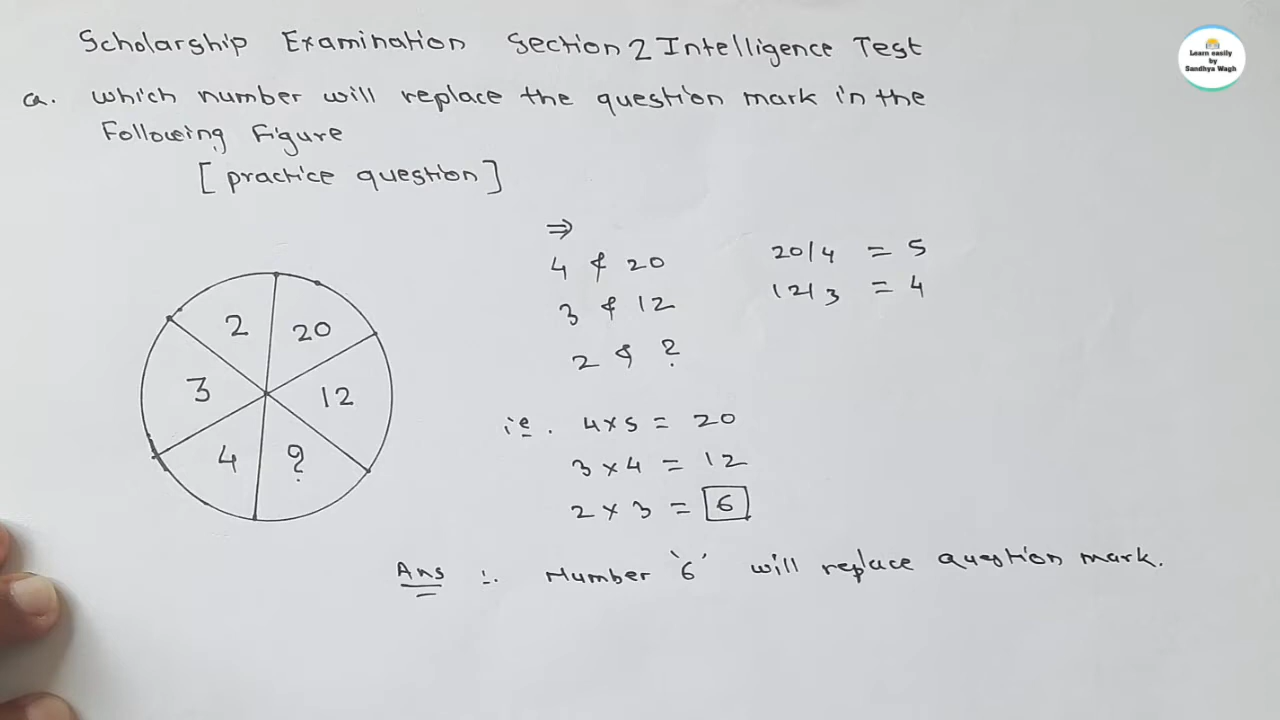 Scholarship Examination Section 2 Intelligence Test
Learn easily
by
Sandhya Wagh
Q. Which number will replace the question mark in the
Following Figure
[practice question]
⇒
4 & 20
20/4 = 5
3 & 12
12/3 = 4
2 & ?
2
20
3
12
4
?
ie. 4×5 = 20
3×4 = 12
2×3 = 6
Ans ∴ Number '6' will replace question mark.